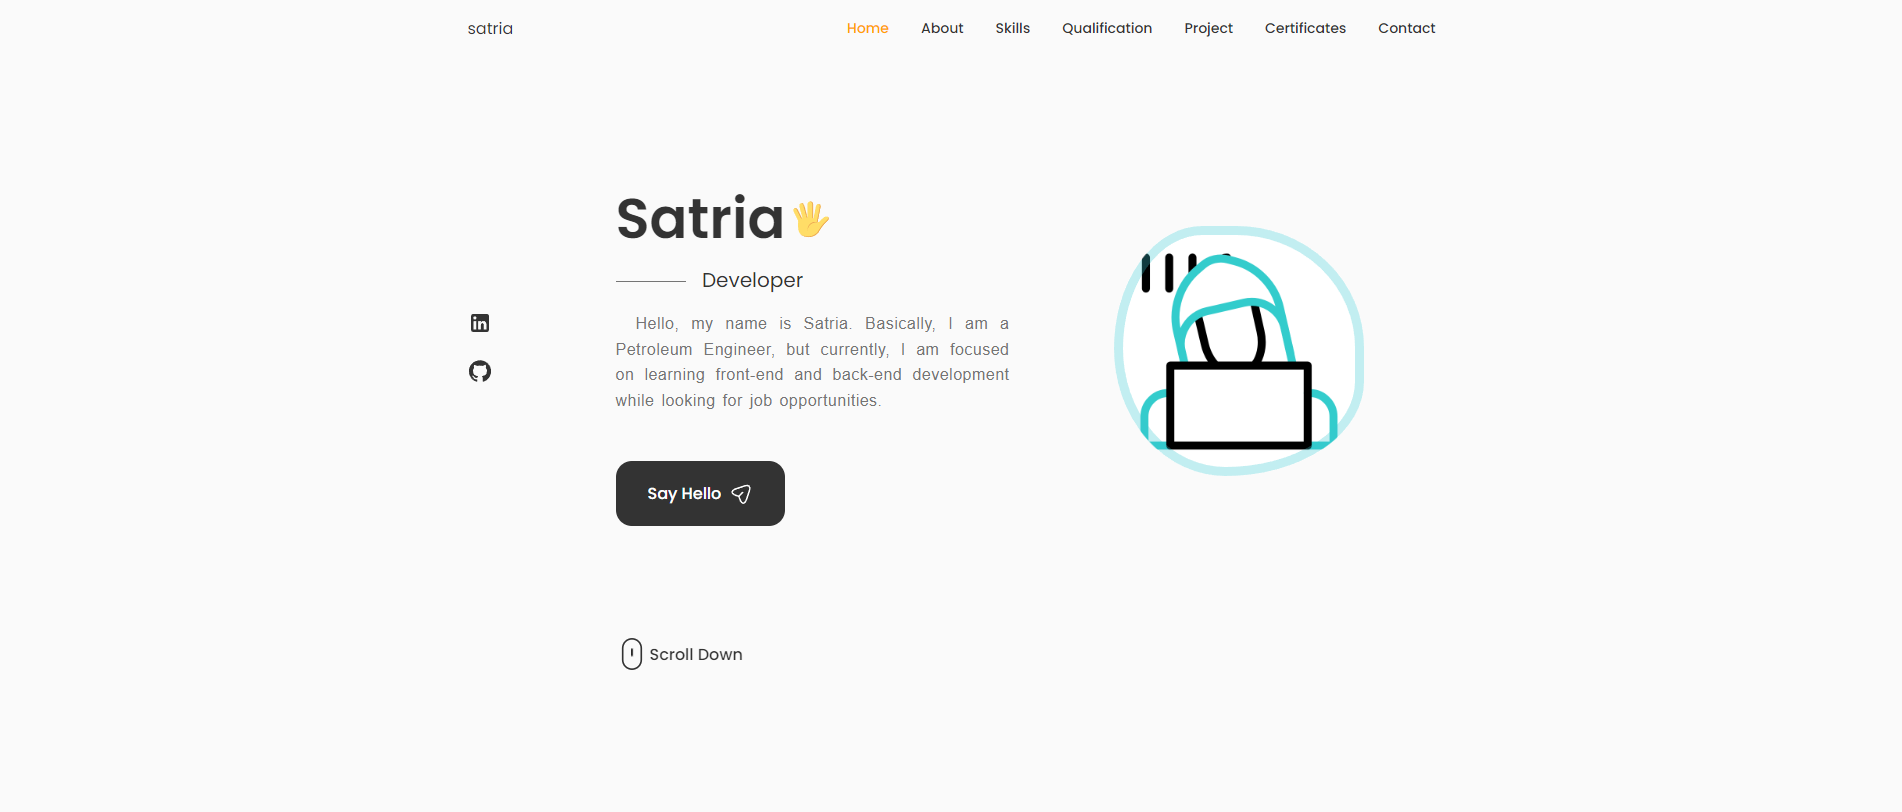 satria
Home About Skills Qualification Project Certificates Contact
Satria🖐
Developer
Hello, my name is Satria. Basically, I am a
Petroleum Engineer, but currently, I am focused
on learning front-end and back-end development
while looking for job opportunities.
Say Hello
Scroll Down